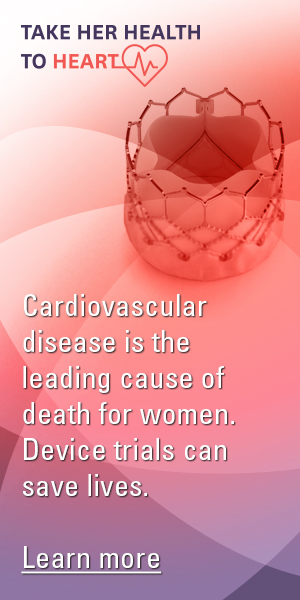 TAKE HER HEALTH
TO HEART
Cardiovascular
disease is the
leading cause of
death for women.
Device trials can
save lives.
Learn more